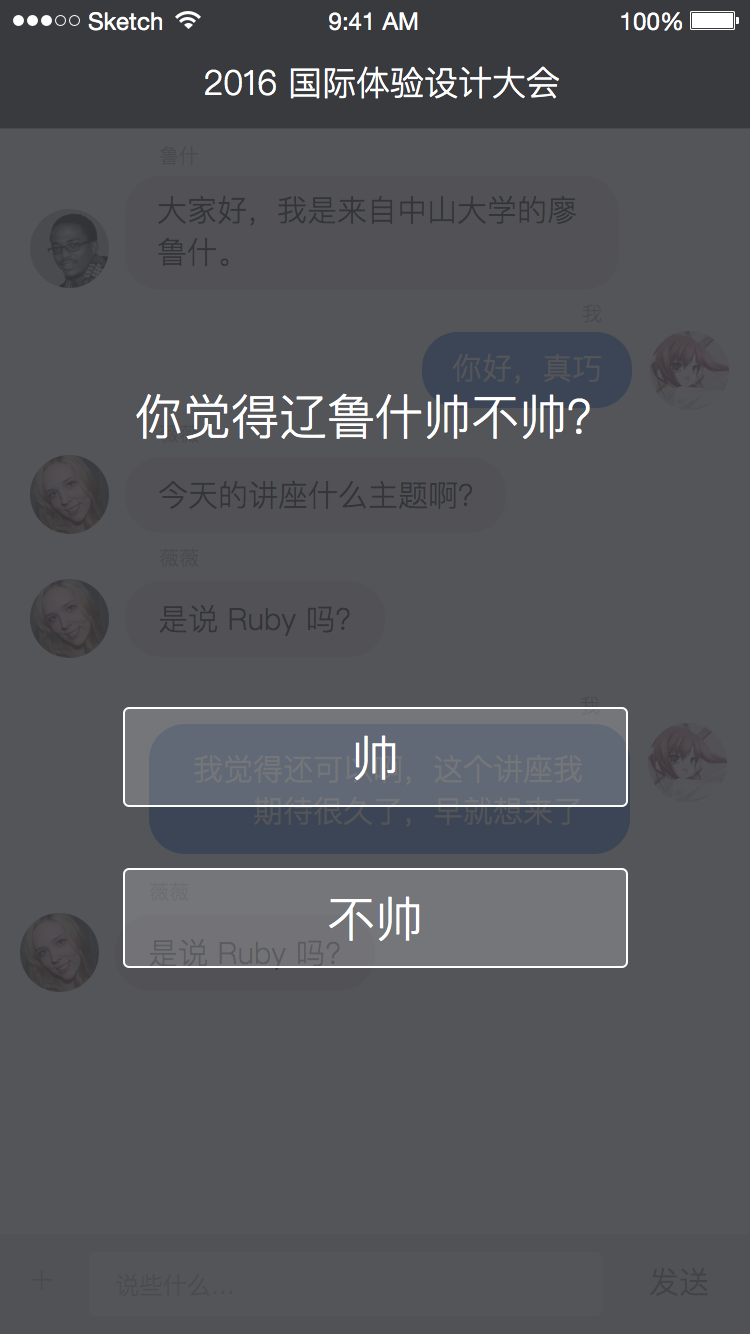 Sketch 9:41 AM 100%
2016 国际体验设计大会
鲁什
大家好，我是来自中山大学的廖
鲁什。
我
你好，真巧
你觉得辽鲁什帅不帅？
今天的讲座什么主题啊？
薇薇
是说 Ruby 吗？
我
帅
我觉得还可以啊，这个讲座我
期待很久了，早就想来了
薇薇
不帅
是说 Ruby 吗？
+ 说些什么... 发送